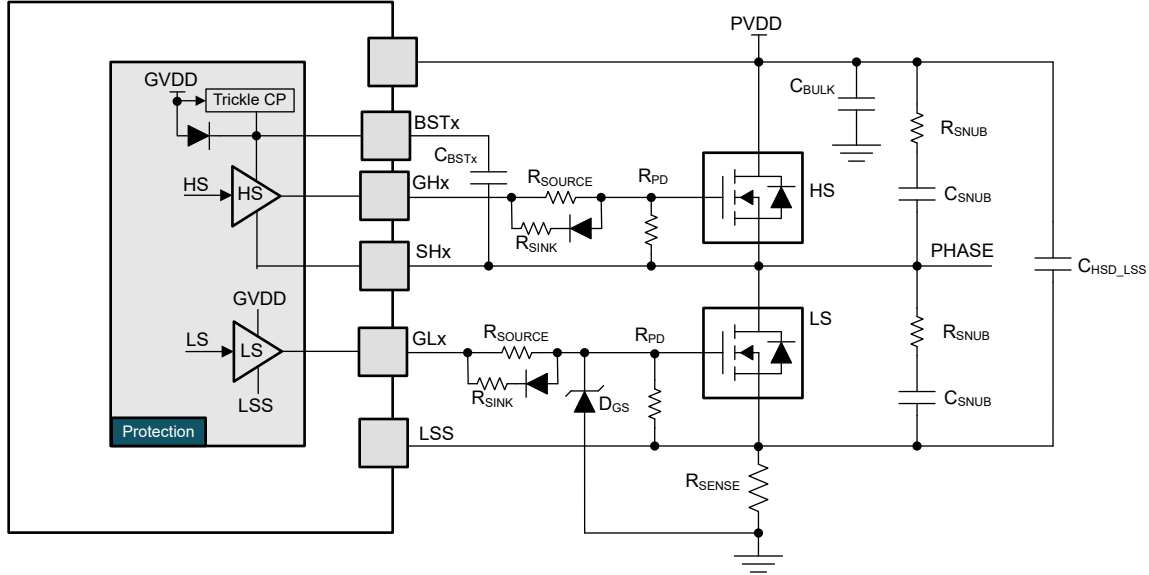 PVDD
GVDD
Trickle CP
BSTx
CBSTx
CBULK
RSNUB
HS
HS
GHx
RSOURCE
RPD
HS
CSNUB
RSINK
SHx
PHASE
CHSD_LSS
GVDD
LS
LS
GLx
RSOURCE
RPD
LS
RSNUB
RSINK
DGS
CSNUB
LSS
Protection
LSS
RSENSE